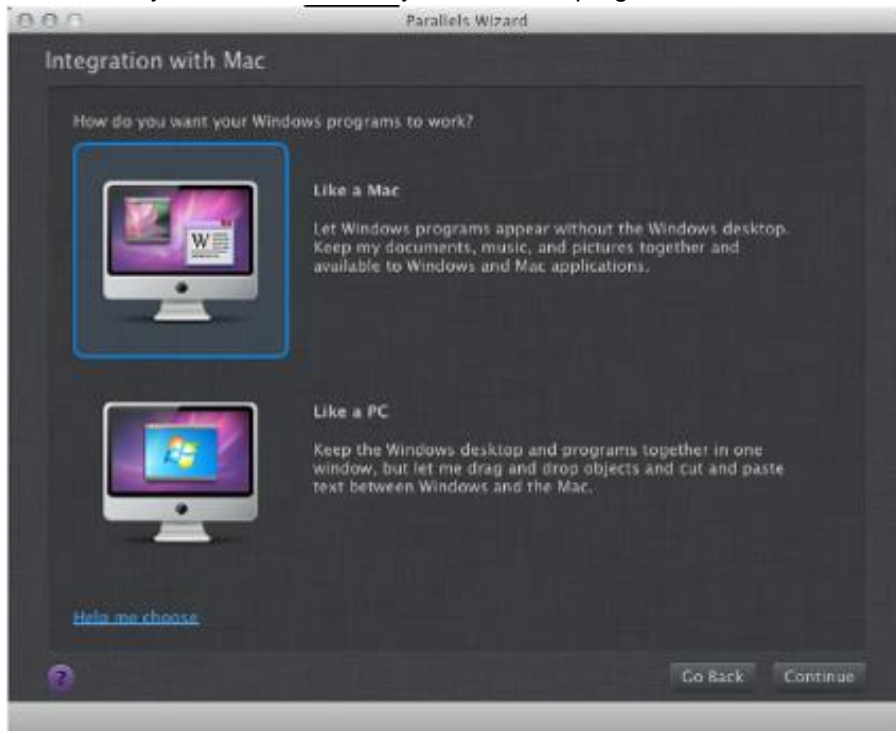 Parallels Wizard
Integration with Mac
How do you want your Windows programs to work?
Like a Mac
Let Windows programs appear without the Windows desktop.
Keep my documents, music, and pictures together and
available to Windows and Mac applications.
W
Like a PC
Keep the Windows desktop and programs together in one
window, but let me drag and drop objects and cut and paste
text between Windows and the Mac.
Help me choose
?
Go Back
Continue